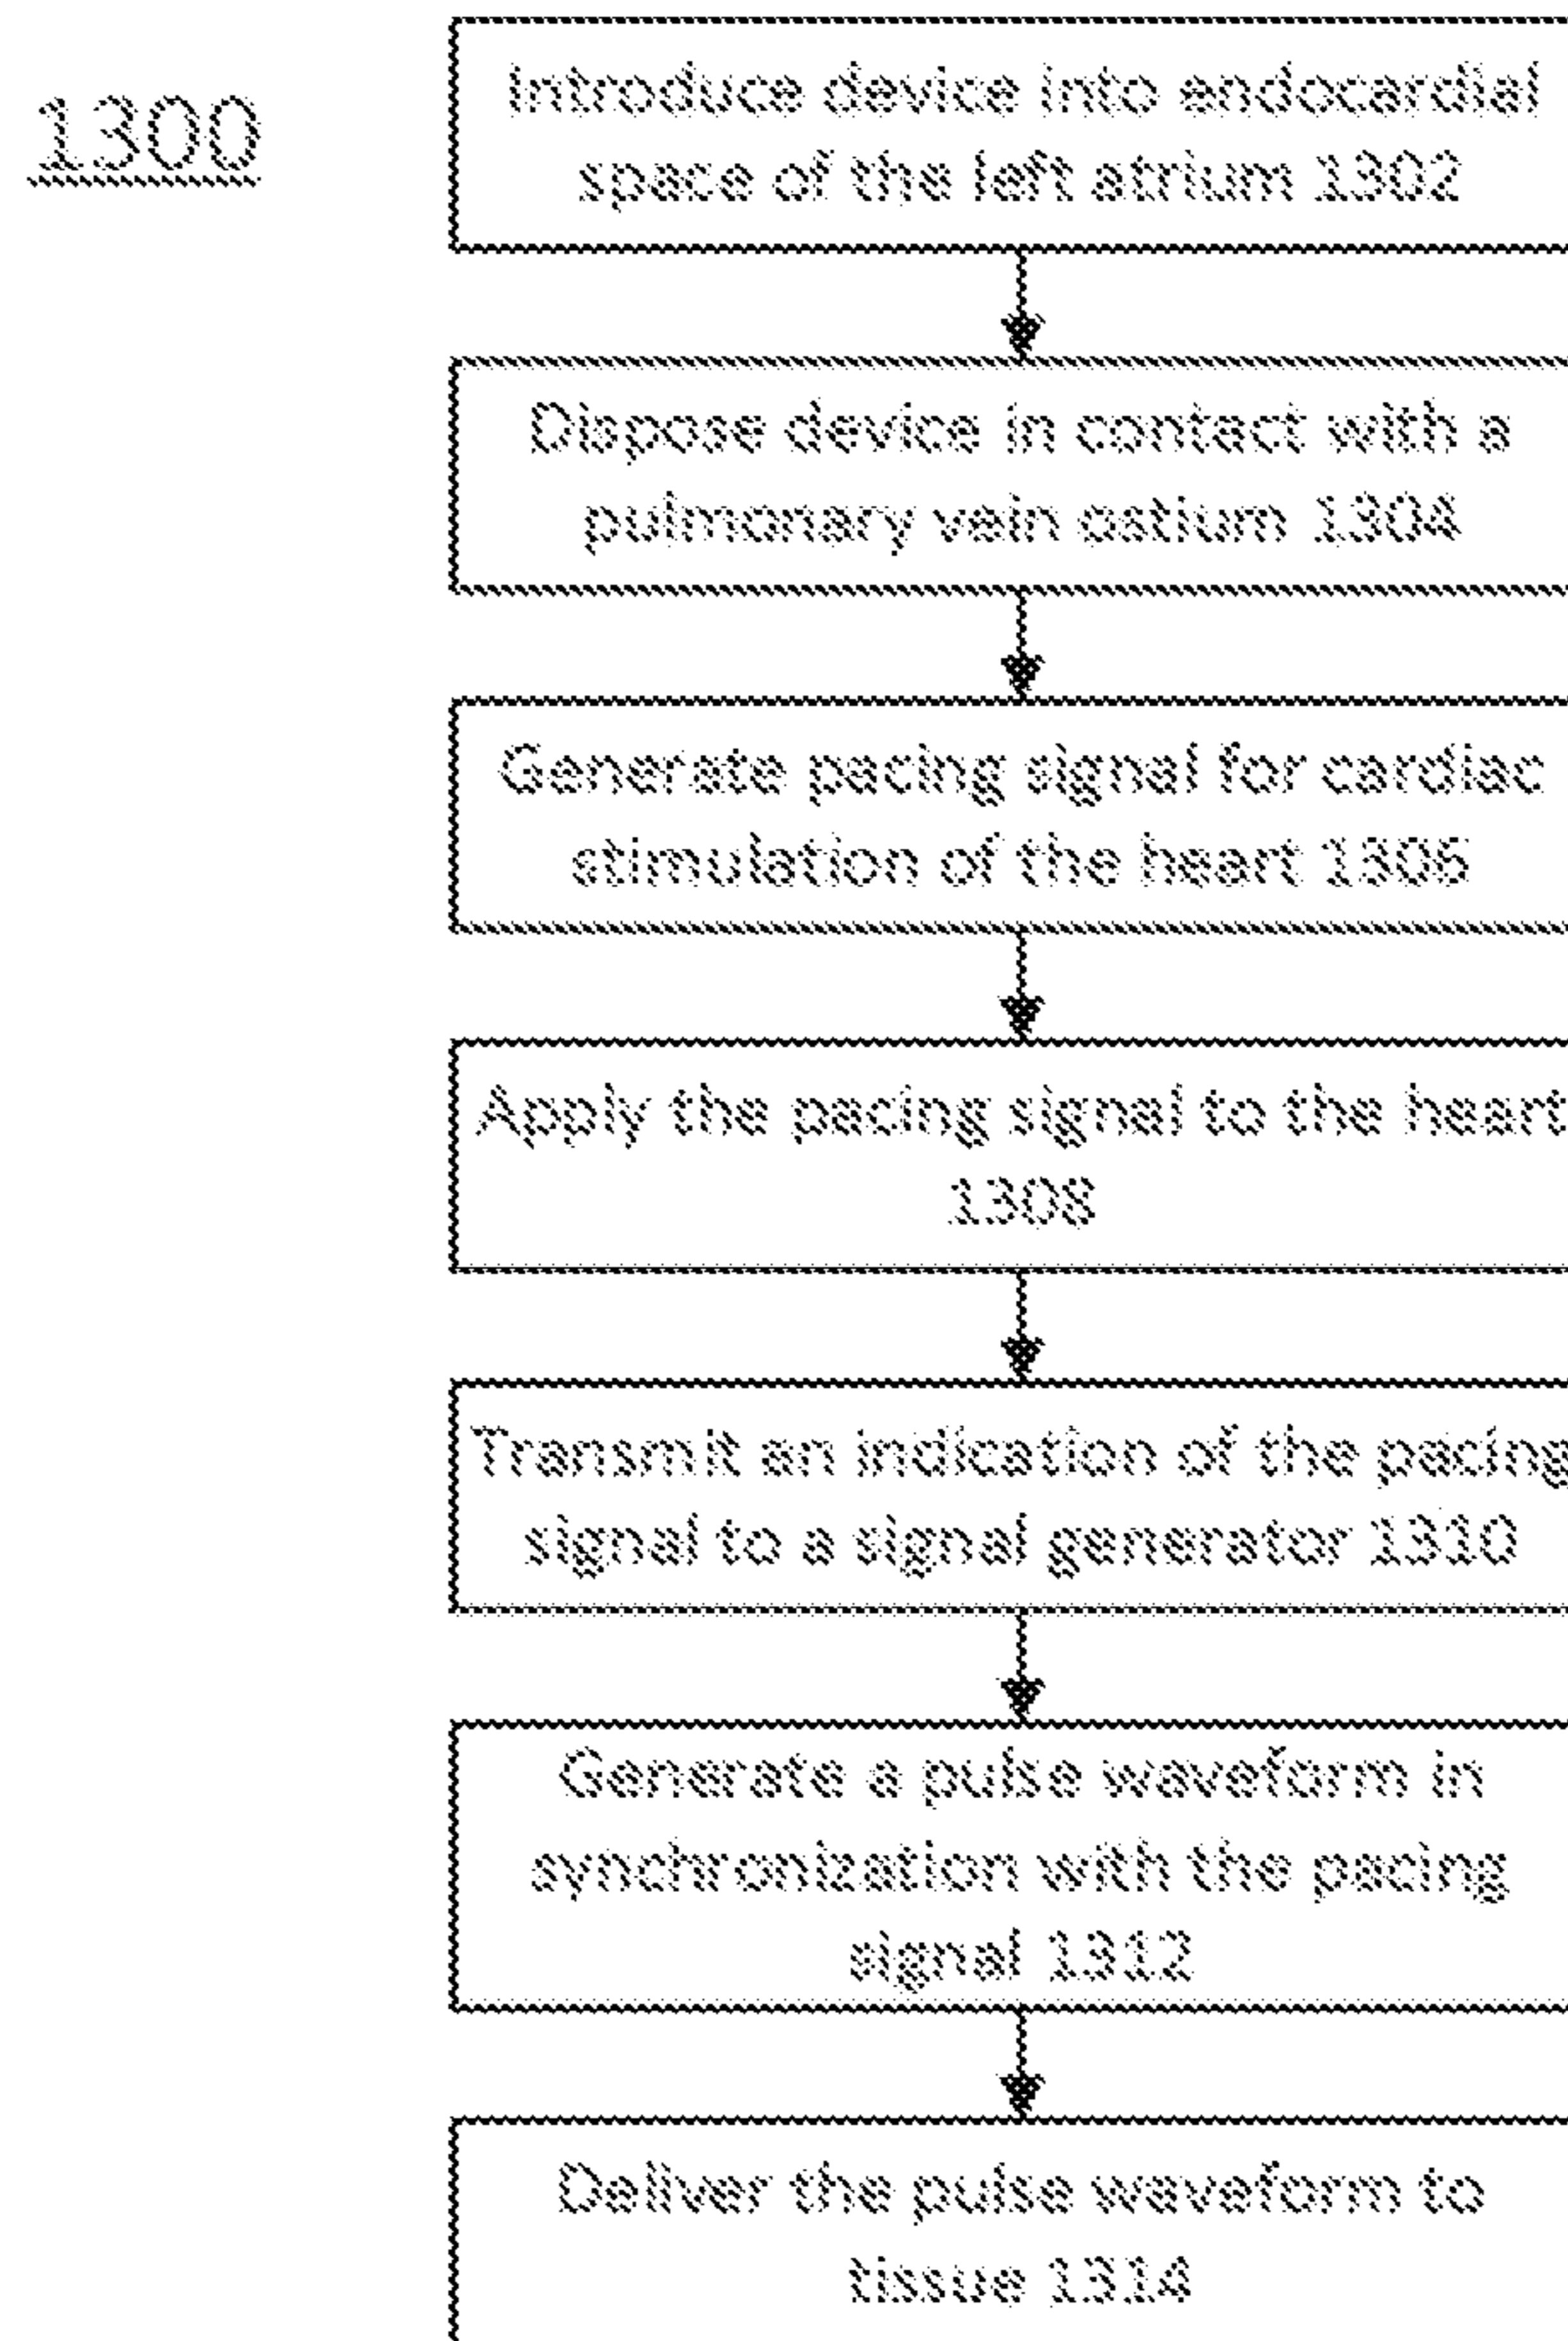 1300
Introduce device into endocardial
space of the left atrium 1302
Dispose device in contact with a
pulmonary vein ostium 1304
Generate pacing signal for cardiac
stimulation of the heart 1306
Apply the pacing signal to the heart
1308
Transmit an indication of the pacing
signal to a signal generator 1310
Generate a pulse waveform in
synchronization with the pacing
signal 1312
Deliver the pulse waveform to
tissue 1314